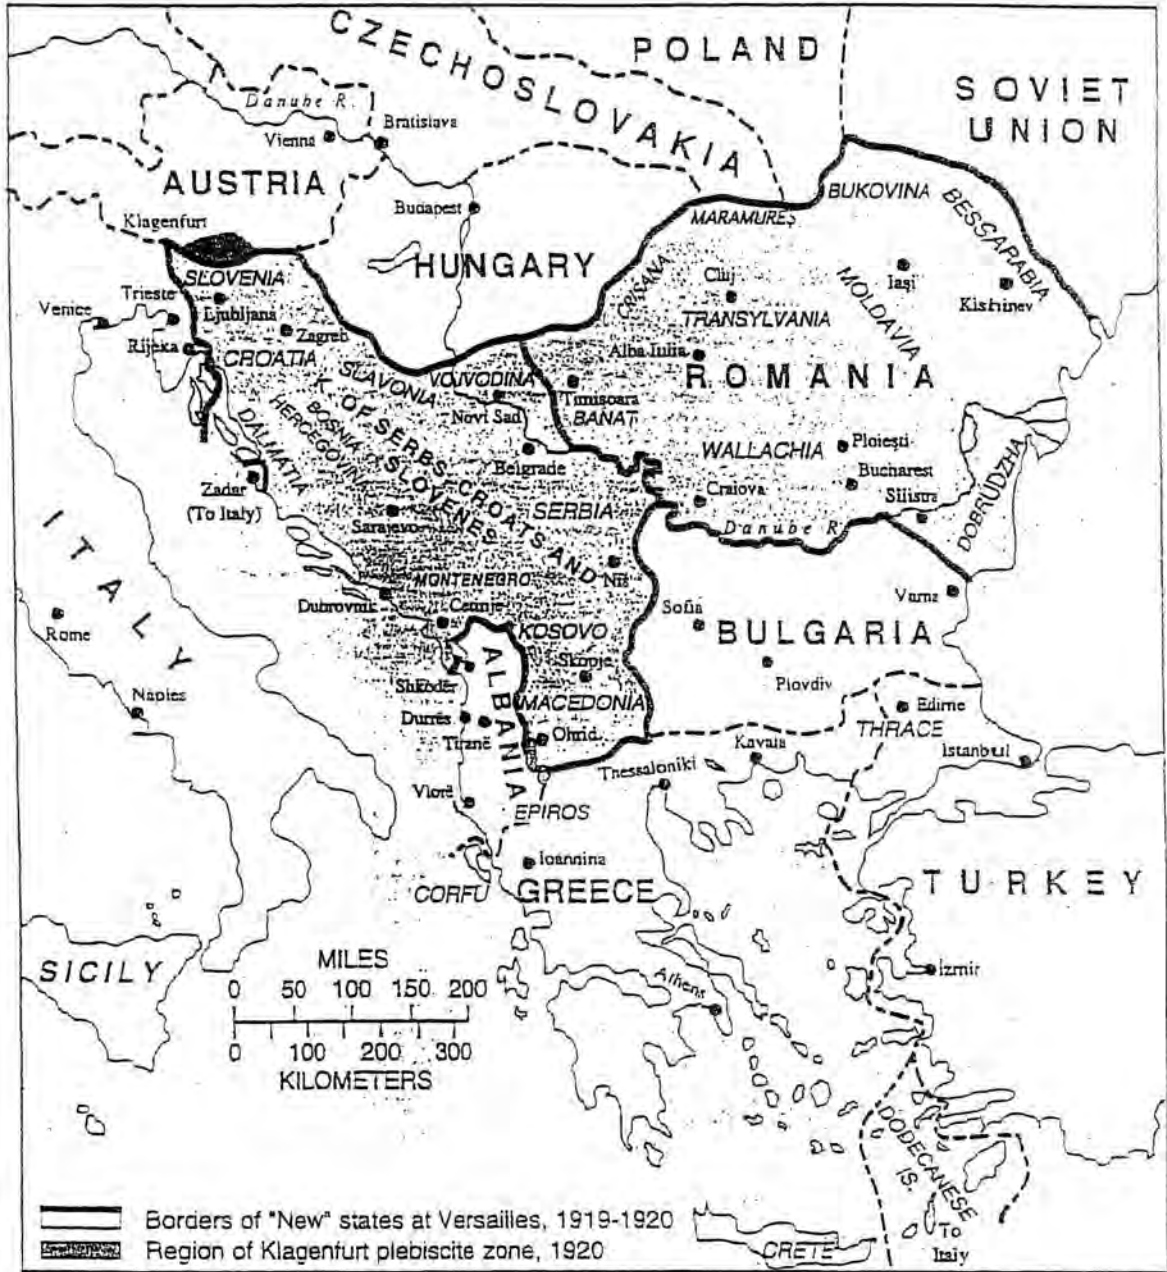 CZECHOSLOVAKIA
POLAND
SOVIET
UNION
Danube R.
Vienna
Bratislava
AUSTRIA
BUKOVINA
BESSARABIA
Klagenfurt
Budapest
MARAMUREȘ
HUNGARY
SLOVENIA
CRISANA
Cluj
MOLDAVIA
Iași
Kishinev
Venice
Trieste
Ljubljana
Zagreb
TRANSYLVANIA
Rijeka
CROATIA
SLAVONIA
VOJVODINA
Alba Iulia
ROMANIA
Timisoara
Novi Sad
BANAT
DALMATIA
BOSNIA
HERCEGOVINA
K. OF SERBS, CROATS AND
SLOVENES
Belgrade
WALLACHIA
Ploiești
Bucharest
Zadar
(To Italy)
Craiova
Silistra
DOBRUDZHA
Sarajevo
SERBIA
Danube R.
ITALY
MONTENEGRO
Niš
Dubrovnik
Cetinje
Sofia
Varna
Rome
KOSOVO
BULGARIA
Skopje
Plovdiv
Naples
Shkodër
ALBANIA
MACEDONIA
Edirne
THRACE
Durrës
Tiranë
Ohrid
Kavala
Istanbul
Thessaloniki
Vlorë
EPIROS
Ioannina
CORFU
GREECE
TURKEY
SICILY
MILES
0 50 100 150 200
0 100 200 300
KILOMETERS
Athens
Izmir
DODECANESE
IS.
To
Italy
CRETE
Borders of "New" states at Versailles, 1919-1920
Region of Klagenfurt plebiscite zone, 1920